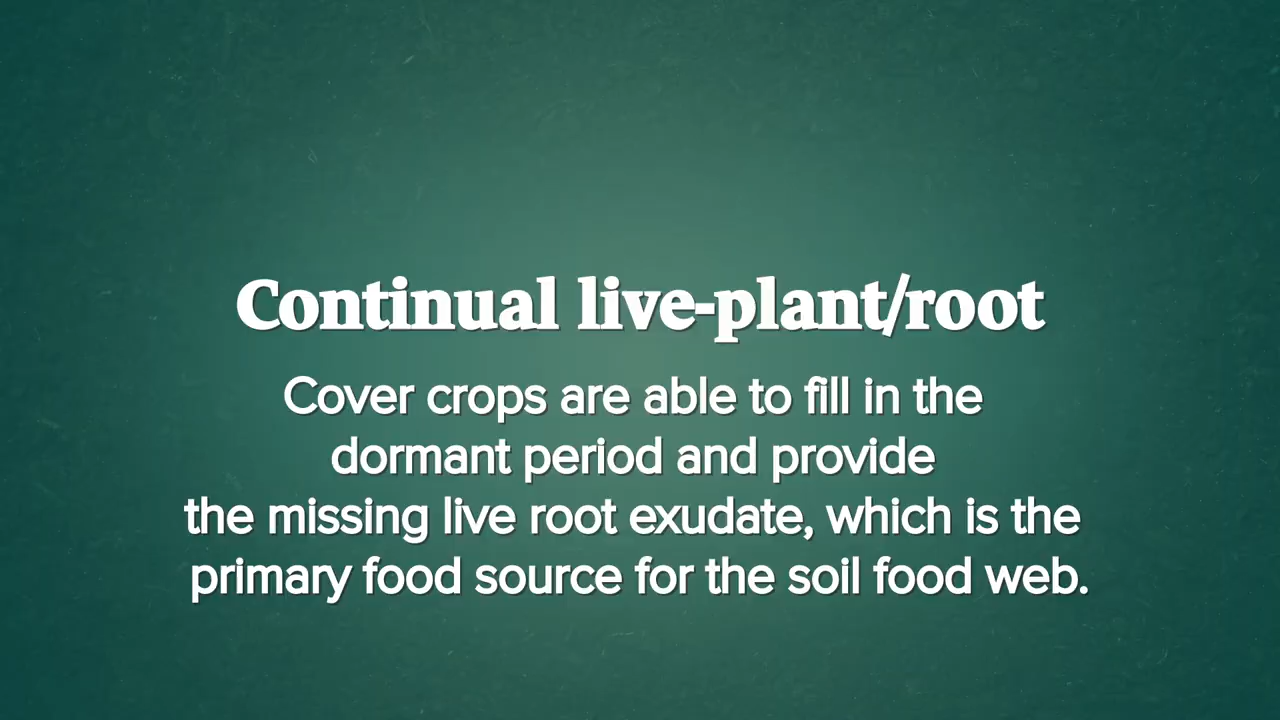 Continual live-plant/root
Cover crops are able to fill in the
dormant period and provide
the missing live root exudate, which is the
primary food source for the soil food web.